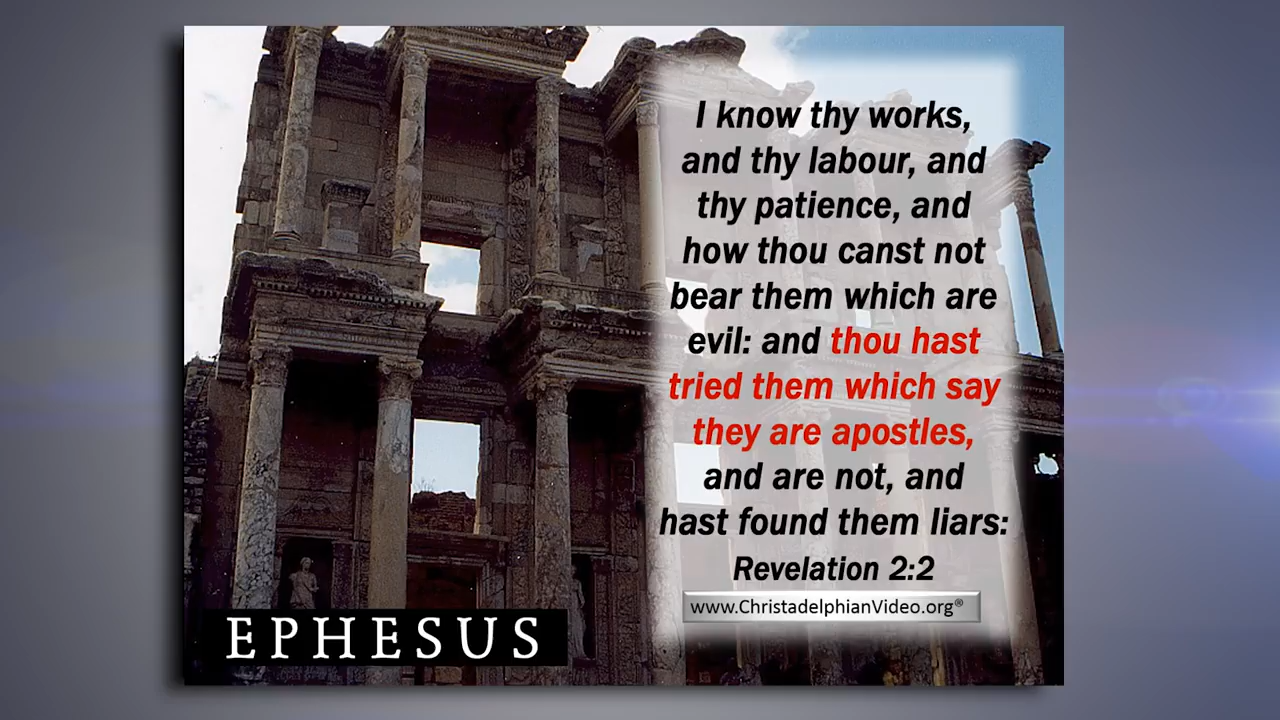 I know thy works,
and thy labour, and
thy patience, and
how thou canst not
bear them which are
evil: and thou hast
tried them which say
they are apostles,
and are not, and
hast found them liars:
Revelation 2:2
www.ChristadelphianVideo.org®
EPHESUS